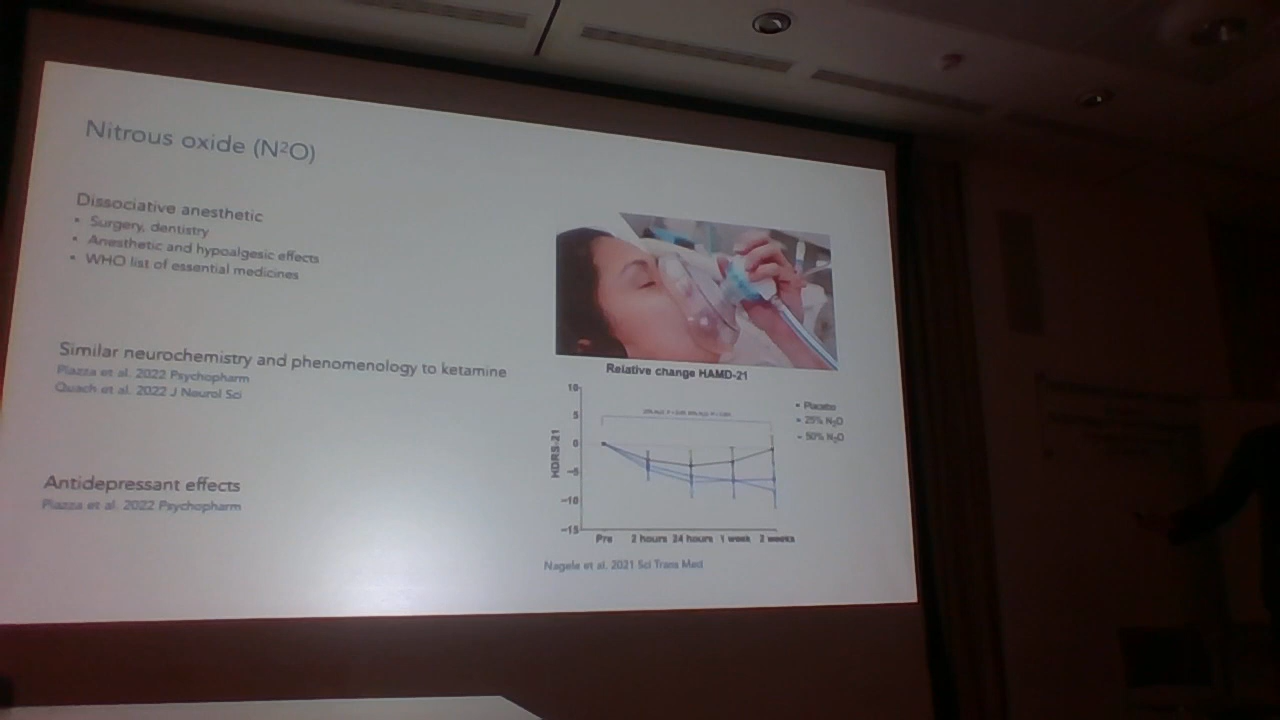 Nitrous oxide (N²O)
Dissociative anesthetic
• Surgery, dentistry
• Anesthetic and hypoalgesic effects
• WHO list of essential medicines
Similar neurochemistry and phenomenology to ketamine
Piazza et al. 2022 Psychopharm
Quach et al. 2022 J Neurol Sci
Antidepressant effects
Piazza et al. 2022 Psychopharm
Relative change HAMD-21
10
5
0
-5
-10
-15
HDRS-21
Placebo
25% N₂O
50% N₂O
Pre 2 hours 24 hours 1 week 2 weeks
Nagele et al. 2021 Sci Trans Med